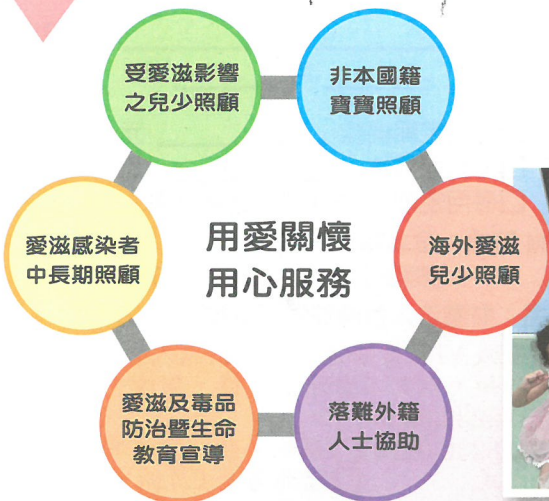 受愛滋影響
之兒少照顧
非本國籍
寶寶照顧
愛滋感染者
中長期照顧
用愛關懷
用心服務
海外愛滋
兒少照顧
愛滋及毒品
防治暨生命
教育宣導
落難外籍
人士協助